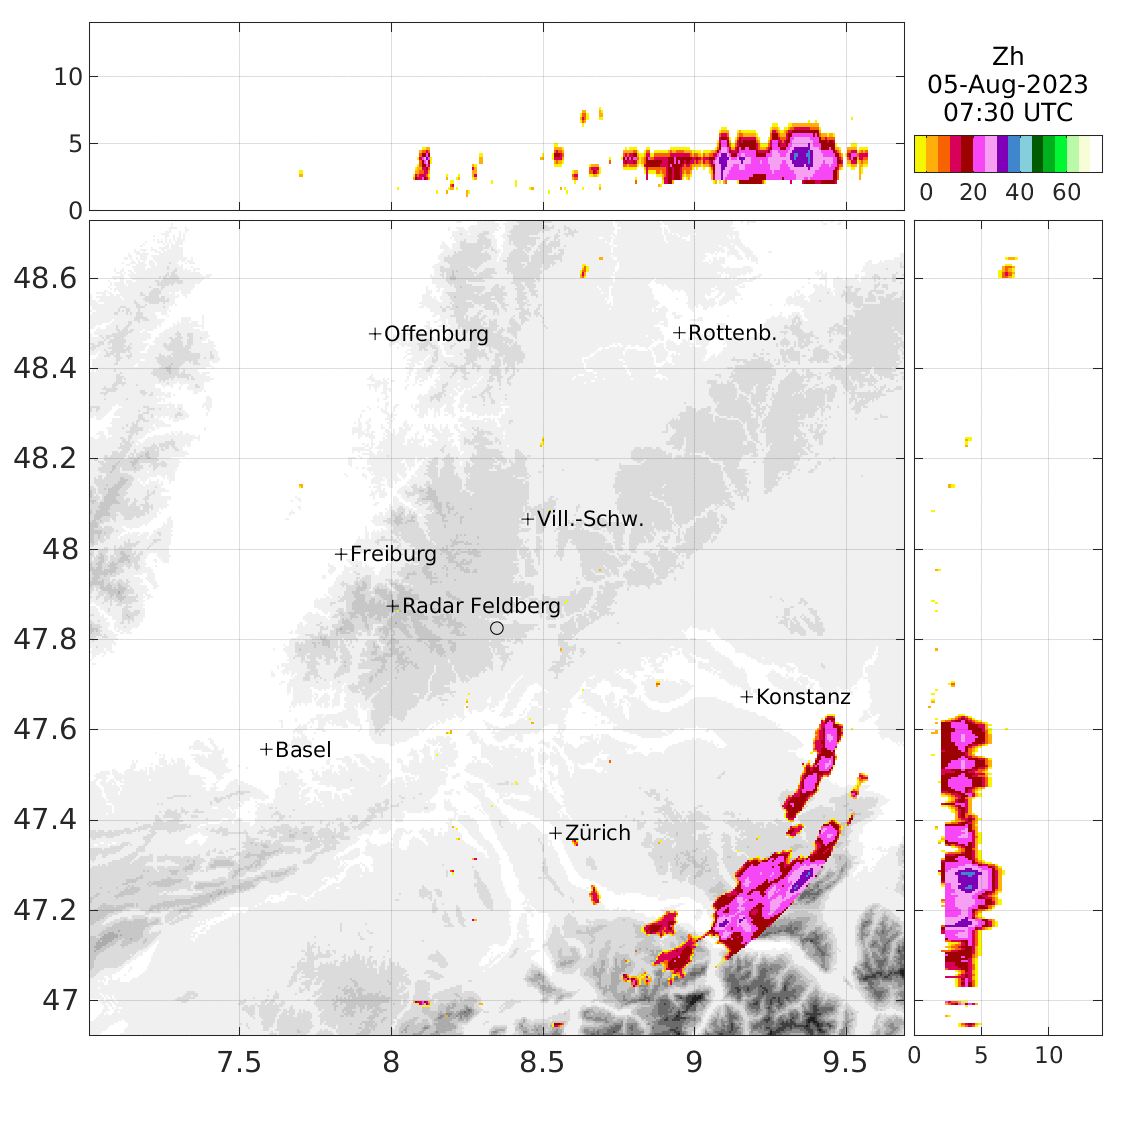 10
5
0
Zh
05-Aug-2023
07:30 UTC
0 20 40 60
48.6
48.4
48.2
48
47.8
47.6
47.4
47.2
47
Offenburg
Rottenb.
Vill.-Schw.
Freiburg
Radar Feldberg
Konstanz
Basel
Zürich
7.5 8 8.5 9 9.5
0 5 10